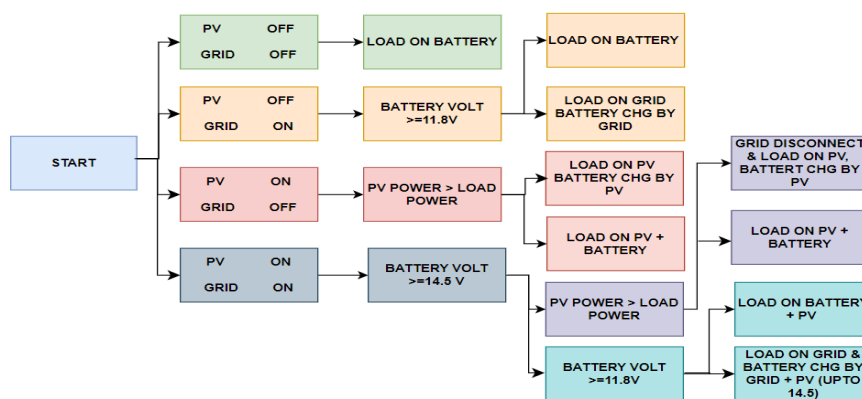 PV OFF
GRID OFF
LOAD ON BATTERY
LOAD ON BATTERY
PV OFF
GRID ON
BATTERY VOLT
>=11.8V
LOAD ON GRID
BATTERY CHG BY
GRID
START
PV ON
GRID OFF
PV POWER > LOAD
POWER
LOAD ON PV
BATTERY CHG BY
PV
LOAD ON PV +
BATTERY
GRID DISCONNECT
& LOAD ON PV,
BATTERT CHG BY
PV
LOAD ON PV +
BATTERY
PV ON
GRID ON
BATTERY VOLT
>=14.5 V
PV POWER > LOAD
POWER
LOAD ON BATTERY
+ PV
BATTERY VOLT
>=11.8V
LOAD ON GRID &
BATTERY CHG BY
GRID + PV (UPTO
14.5)